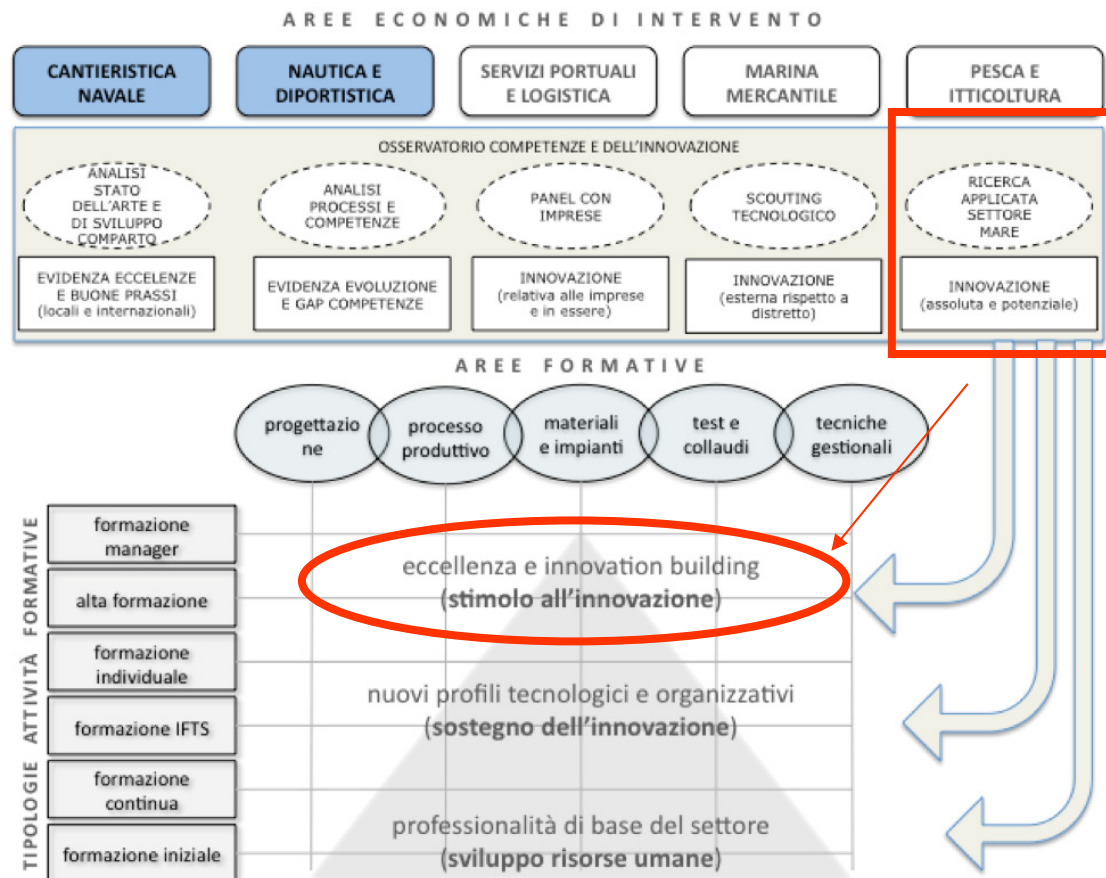 AREE ECONOMICHE DI INTERVENTO
CANTIERISTICA
NAVALE
NAUTICA E
DIPORTISTICA
SERVIZI PORTUALI
E LOGISTICA
MARINA
MERCANTILE
PESCA E
ITTICOLTURA
OSSERVATORIO COMPETENZE E DELL'INNOVAZIONE
ANALISI
STATO
DELL'ARTE E
DI SVILUPPO
COMPARTO
ANALISI
PROCESSI E
COMPETENZE
PANEL CON
IMPRESE
SCOUTING
TECNOLOGICO
RICERCA
APPLICATA
SETTORE
MARE
EVIDENZA ECCELENZE
E BUONE PRASSI
(locali e internazionali)
EVIDENZA EVOLUZIONE
E GAP COMPETENZE
INNOVAZIONE
(relativa alle imprese
e in essere)
INNOVAZIONE
(esterna rispetto a
distretto)
INNOVAZIONE
(assoluta e potenziale)
AREE FORMATIVE
progettazio
ne
processo
produttivo
materiali
e impianti
test e
collaudi
tecniche
gestionali
TIPOLOGIE ATTIVITÀ FORMATIVE
formazione
manager
alta formazione
formazione
individuale
formazione IFTS
formazione
continua
formazione iniziale
eccellenza e innovation building
(stimolo all'innovazione)
nuovi profili tecnologici e organizzativi
(sostegno dell'innovazione)
professionalità di base del settore
(sviluppo risorse umane)